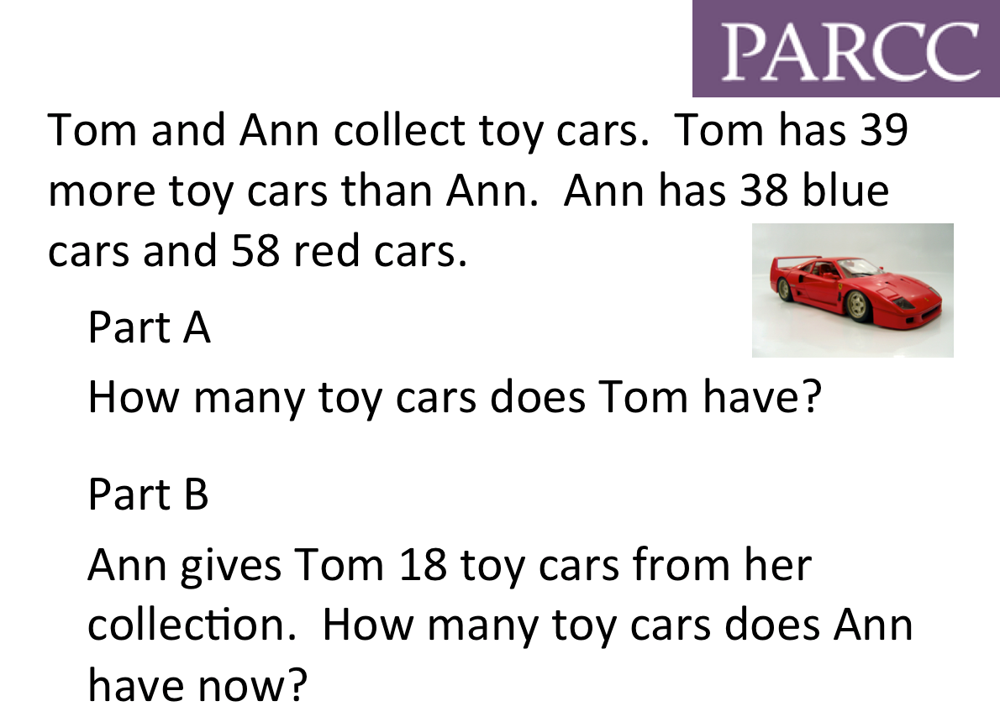 PARCC
Tom and Ann collect toy cars.  Tom has 39
more toy cars than Ann.  Ann has 38 blue
cars and 58 red cars.
Part A
How many toy cars does Tom have?
Part B
Ann gives Tom 18 toy cars from her
collection.  How many toy cars does Ann
have now?